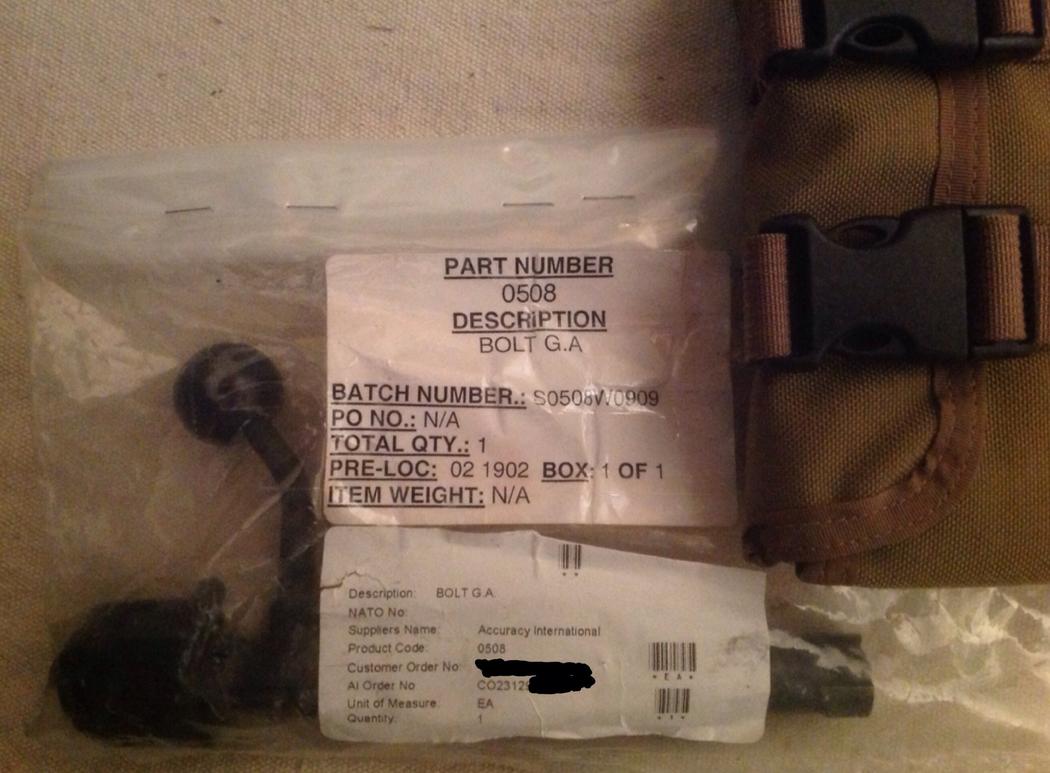 PART NUMBER
0508
DESCRIPTION
BOLT G.A
BATCH NUMBER.: S0508W0909
PO NO.: N/A
TOTAL QTY.: 1
PRE-LOC: 02 1902 BOX: 1 OF 1
ITEM WEIGHT: N/A
Description: BOLT G.A.
NATO No:
Suppliers Name: Accuracy International
Product Code: 0508
Customer Order No:
AI Order No
Unit of Measure: EA
Quantity: 1
* E A *
* 1 *